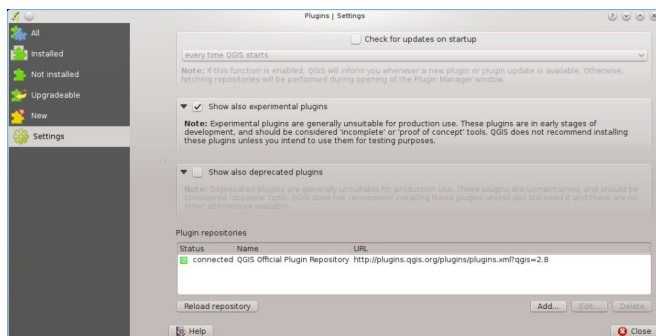 Plugins | Settings
All
Installed
Not installed
Upgradeable
New
Settings
Check for updates on startup
every time QGIS starts
Note: If this function is enabled, QGIS will inform you whenever a new plugin or plugin update is available. Otherwise,
fetching repositories will be performed during opening of the Plugin Manager window.
Show also experimental plugins
Note: Experimental plugins are generally unsuitable for production use. These plugins are in early stages of
development, and should be considered 'incomplete' or 'proof of concept' tools. QGIS does not recommend installing
these plugins unless you intend to use them for testing purposes.
Show also deprecated plugins
Note: Deprecated plugins are generally unsuitable for production use. These plugins are unmaintained, and should be
considered 'obsolete' tools. QGIS does not recommend installing these plugins unless you still need it and there are no
other alternatives available.
Plugin repositories
Status Name URL
connected QGIS Official Plugin Repository http://plugins.qgis.org/plugins/plugins.xml?qgis=2.8
Reload repository Add... Edit... Delete
Help Close